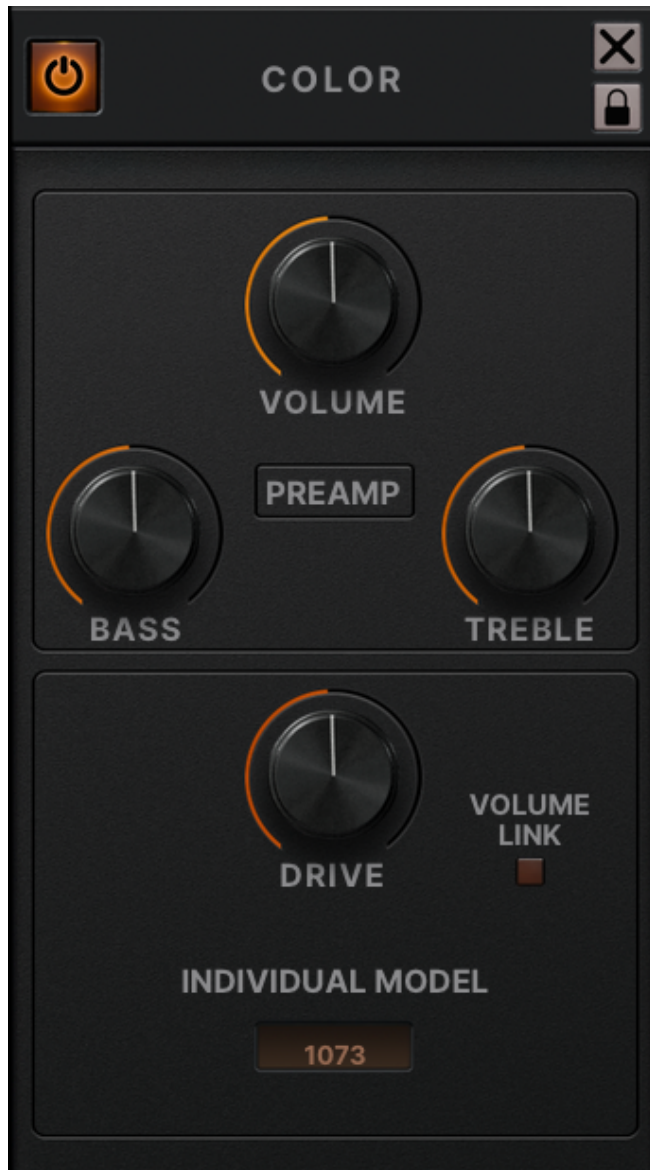 COLOR
VOLUME
PREAMP
BASS
TREBLE
DRIVE
VOLUME
LINK
INDIVIDUAL MODEL
1073